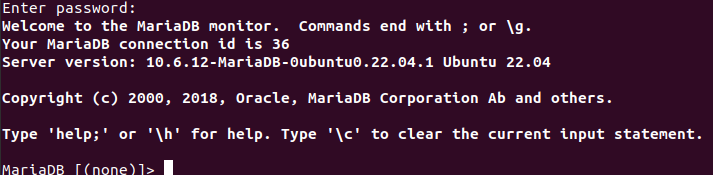 Enter password:
Welcome to the MariaDB monitor.  Commands end with ; or \g.
Your MariaDB connection id is 36
Server version: 10.6.12-MariaDB-0ubuntu0.22.04.1 Ubuntu 22.04
Copyright (c) 2000, 2018, Oracle, MariaDB Corporation Ab and others.
Type 'help;' or '\h' for help. Type '\c' to clear the current input statement.
MariaDB [(none)]>